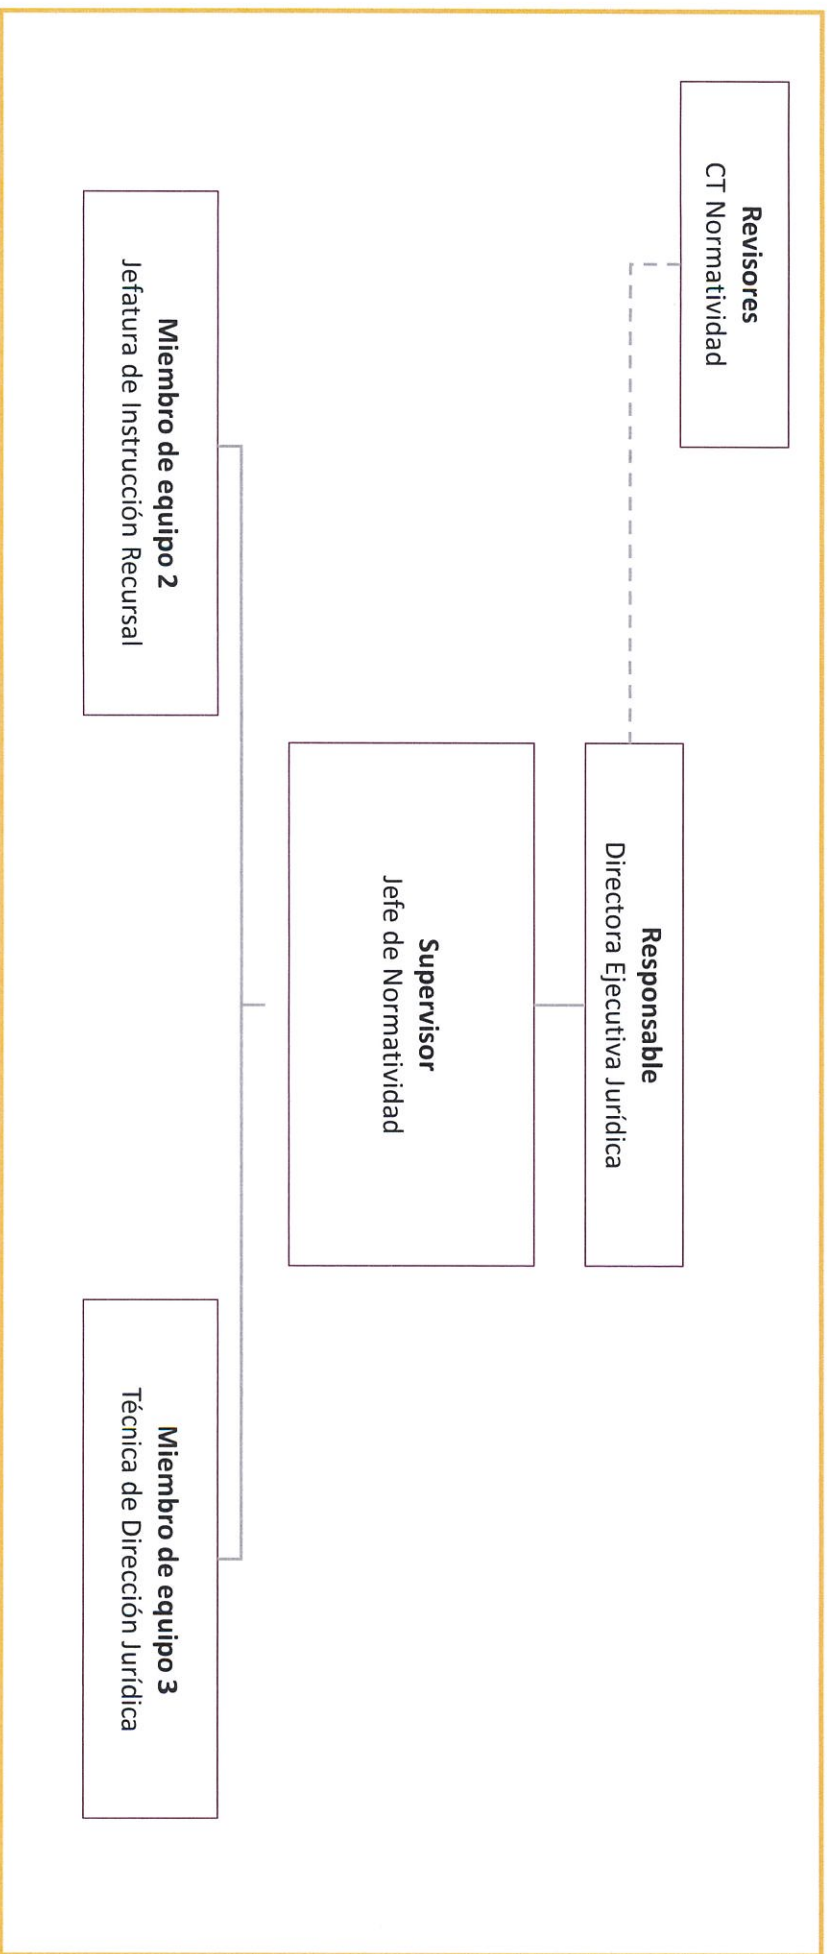 Revisores
CT Normatividad
Responsable
Directora Ejecutiva Jurídica
Supervisor
Jefe de Normatividad
Miembro de equipo 2
Jefatura de Instrucción Recursal
Miembro de equipo 3
Técnica de Dirección Jurídica